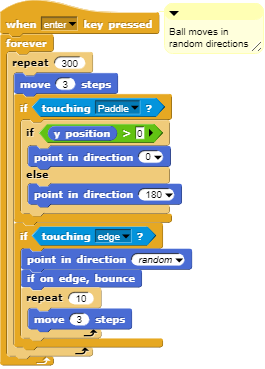 when enter key pressed
Ball moves in
random directions
forever
repeat 300
move 3 steps
if touching Paddle ?
if y position > 0
point in direction 0
else
point in direction 180
if touching edge ?
point in direction random
if on edge, bounce
repeat 10
move 3 steps